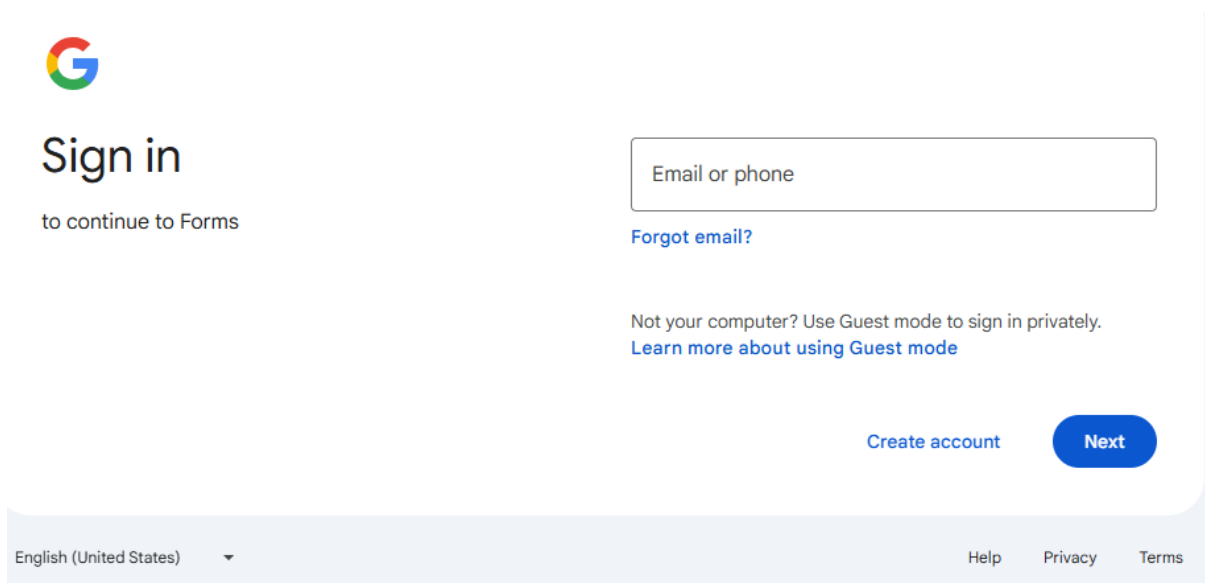 Sign in
to continue to Forms
Email or phone
Forgot email?
Not your computer? Use Guest mode to sign in privately.
Learn more about using Guest mode
Create account
Next
English (United States)
Help
Privacy
Terms